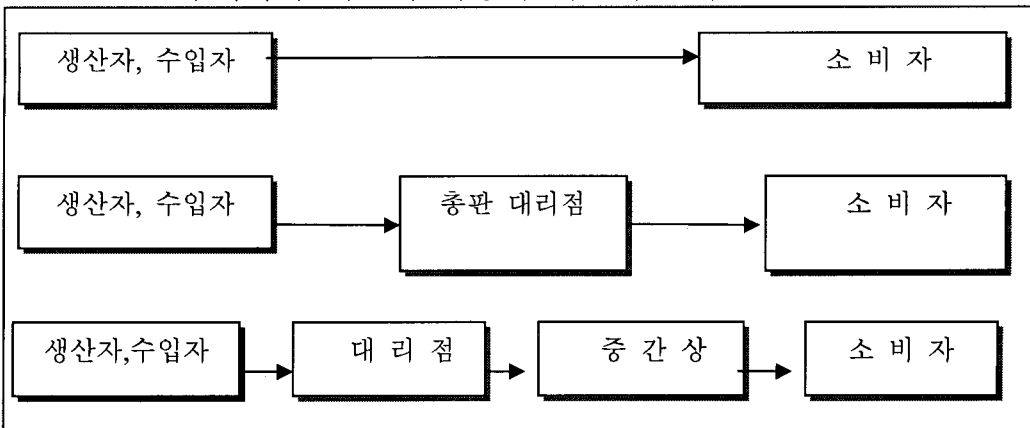 생산자, 수입자 소 비 자
생산자, 수입자 총판 대리점 소 비 자
생산자,수입자 대 리 점 중 간 상 소 비 자